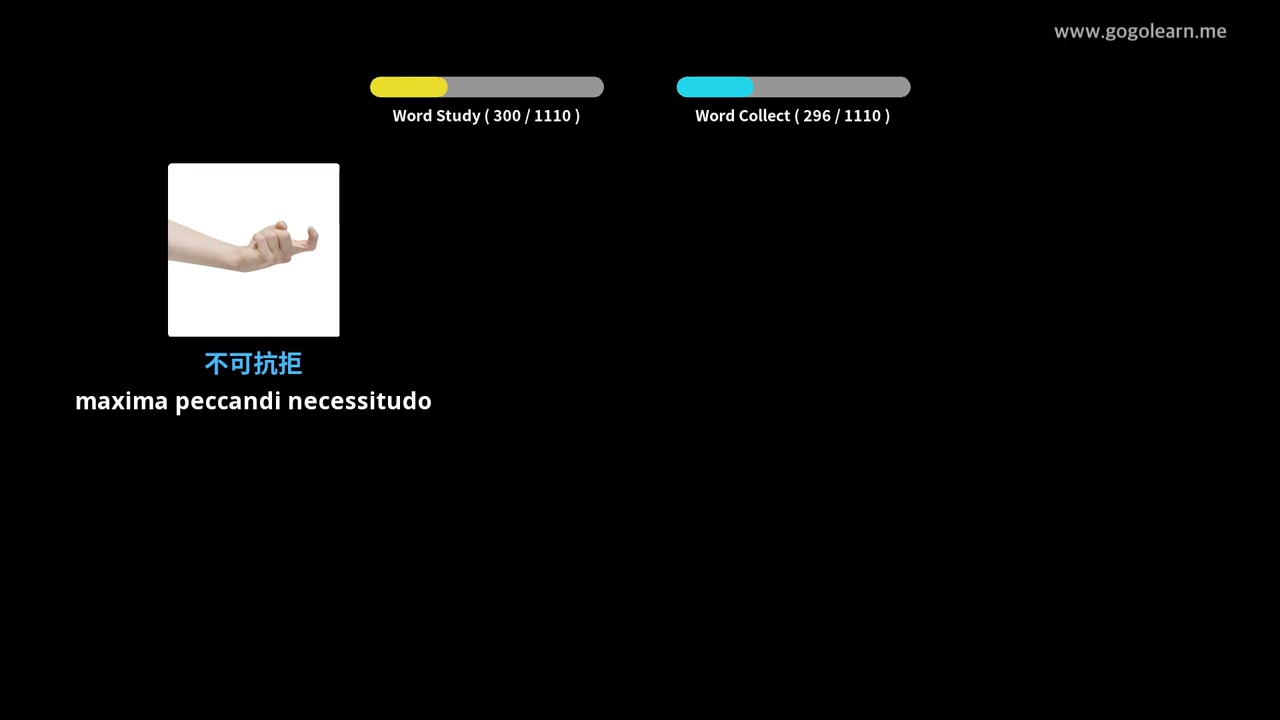 www.gogolearn.me
Word Study ( 300 / 1110 )
Word Collect ( 296 / 1110 )
不可抗拒
maxima peccandi necessitudo